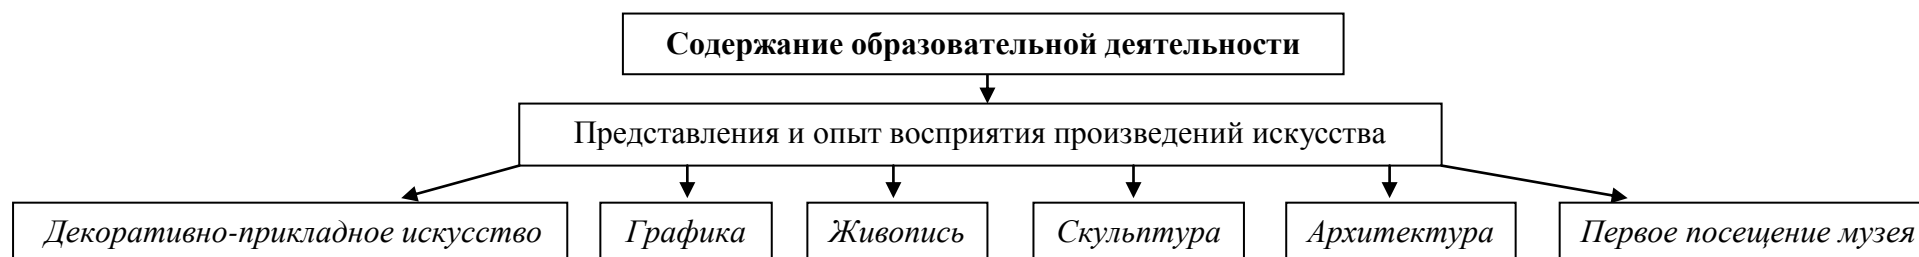 Содержание образовательной деятельности
Представления и опыт восприятия произведений искусства
Декоративно-прикладное искусство
Графика
Живопись
Скульптура
Архитектура
Первое посещение музея